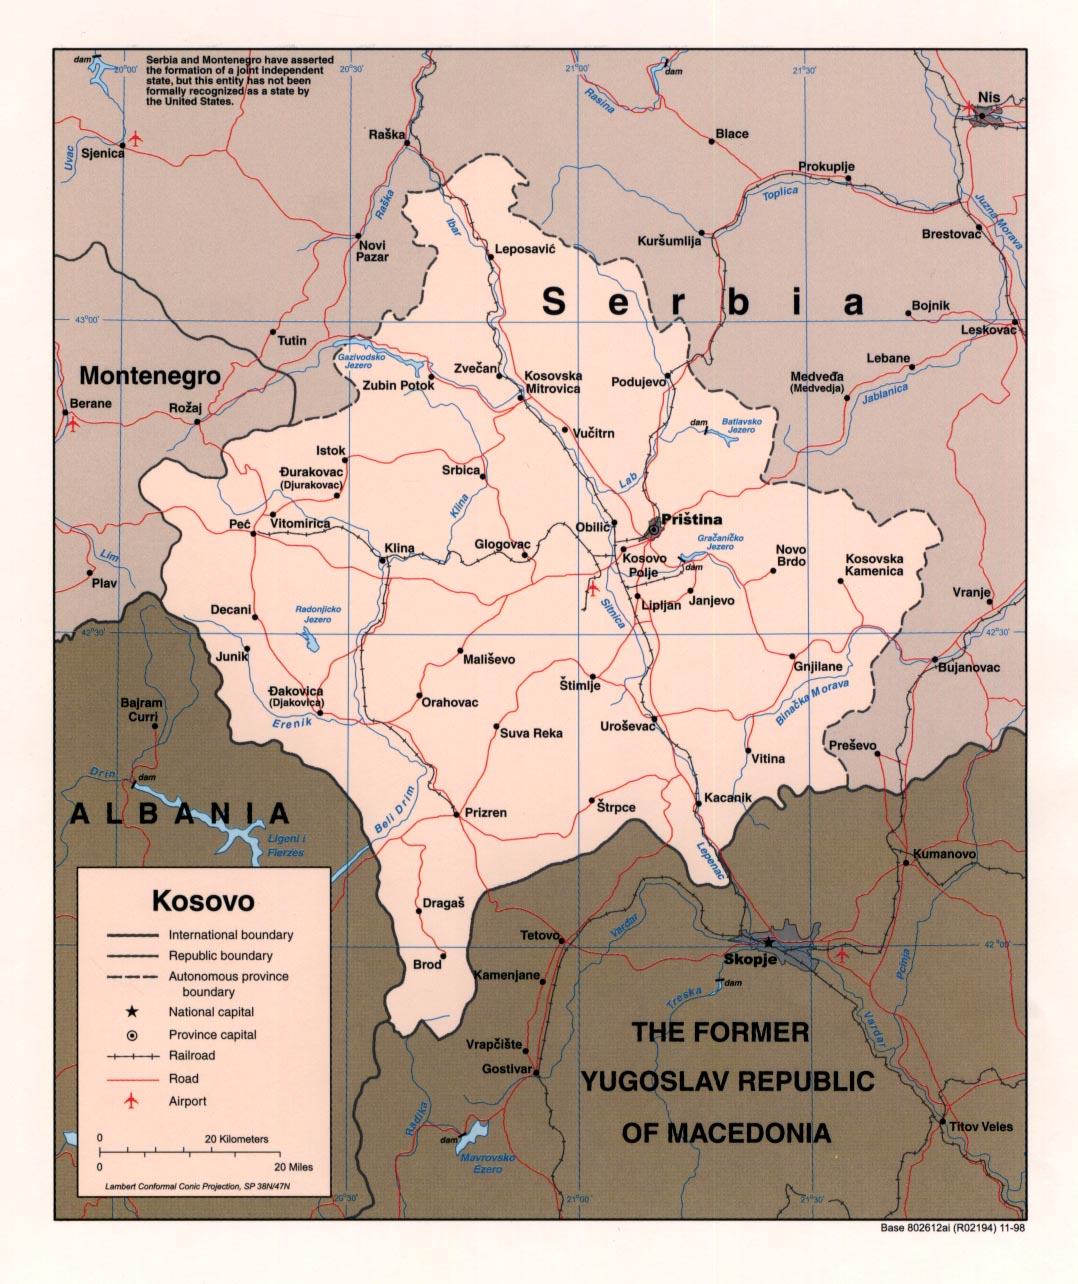 dam
20°00'
Serbia and Montenegro have asserted
the formation of a joint independent
state, but this entity has not been
formally recognized as a state by
the United States.
20°30'
21°00'
dam
21°30'
Rasina
Nis
Uvac
Sjenica
Raška
Blace
Prokuplje
Toplica
Raška
Ibar
Juzna Morava
Novi
Pazar
Leposavić
Kuršumlija
Brestovac
Serbia
43°00'
Tutin
Bojnik
Leskovac
Gazivodsko
Jezero
Montenegro
Zubin Potok
Zvečan
Kosovska
Mitrovica
Podujevo
Medveđa
(Medvedja)
Lebane
Jablanica
Berane
Rožaj
Vučitrn
dam
Batlavsko
Jezero
Istok
Đurakovac
(Djurakovac)
Srbica
Klina
Lab
Peć
Vitomirica
Obilić
Priština
Klina
Glogovac
Kosovo
Polje
Gračaničko
Jezero
dam
Novo
Brdo
Kosovska
Kamenica
Lim
Plav
Decani
Radonjicko
Jezero
Sitnica
Lipljan
Janjevo
Vranje
42°30'
42°30'
Junik
Mališevo
Gnjilane
Bujanovac
Đakovica
(Djakovica)
Erenik
Orahovac
Štimlje
Binačka Morava
Bajram
Curri
Suva Reka
Uroševac
Vitina
Preševo
Drin
dam
ALBANIA
Ligeni i
Fierzes
Beli Drim
Prizren
Štrpce
Kacanik
Lepenac
Kumanovo
Kosovo
International boundary
Republic boundary
Autonomous province
boundary
National capital
Province capital
Railroad
Road
Airport
0
20 Kilometers
0
20 Miles
Lambert Conformal Conic Projection, SP 38N/47N
Dragaš
Brod
Tetovo
Vardar
Skopje
42°00'
Pcinja
Kamenjane
Treska
dam
Vardar
THE FORMER
YUGOSLAV REPUBLIC
OF MACEDONIA
Vrapčište
Gostivar
Radika
dam
Mavrovsko
Ezero
Titov Veles
20°30'
21°00'
21°30'
Base 802612ai (R02194) 11-98